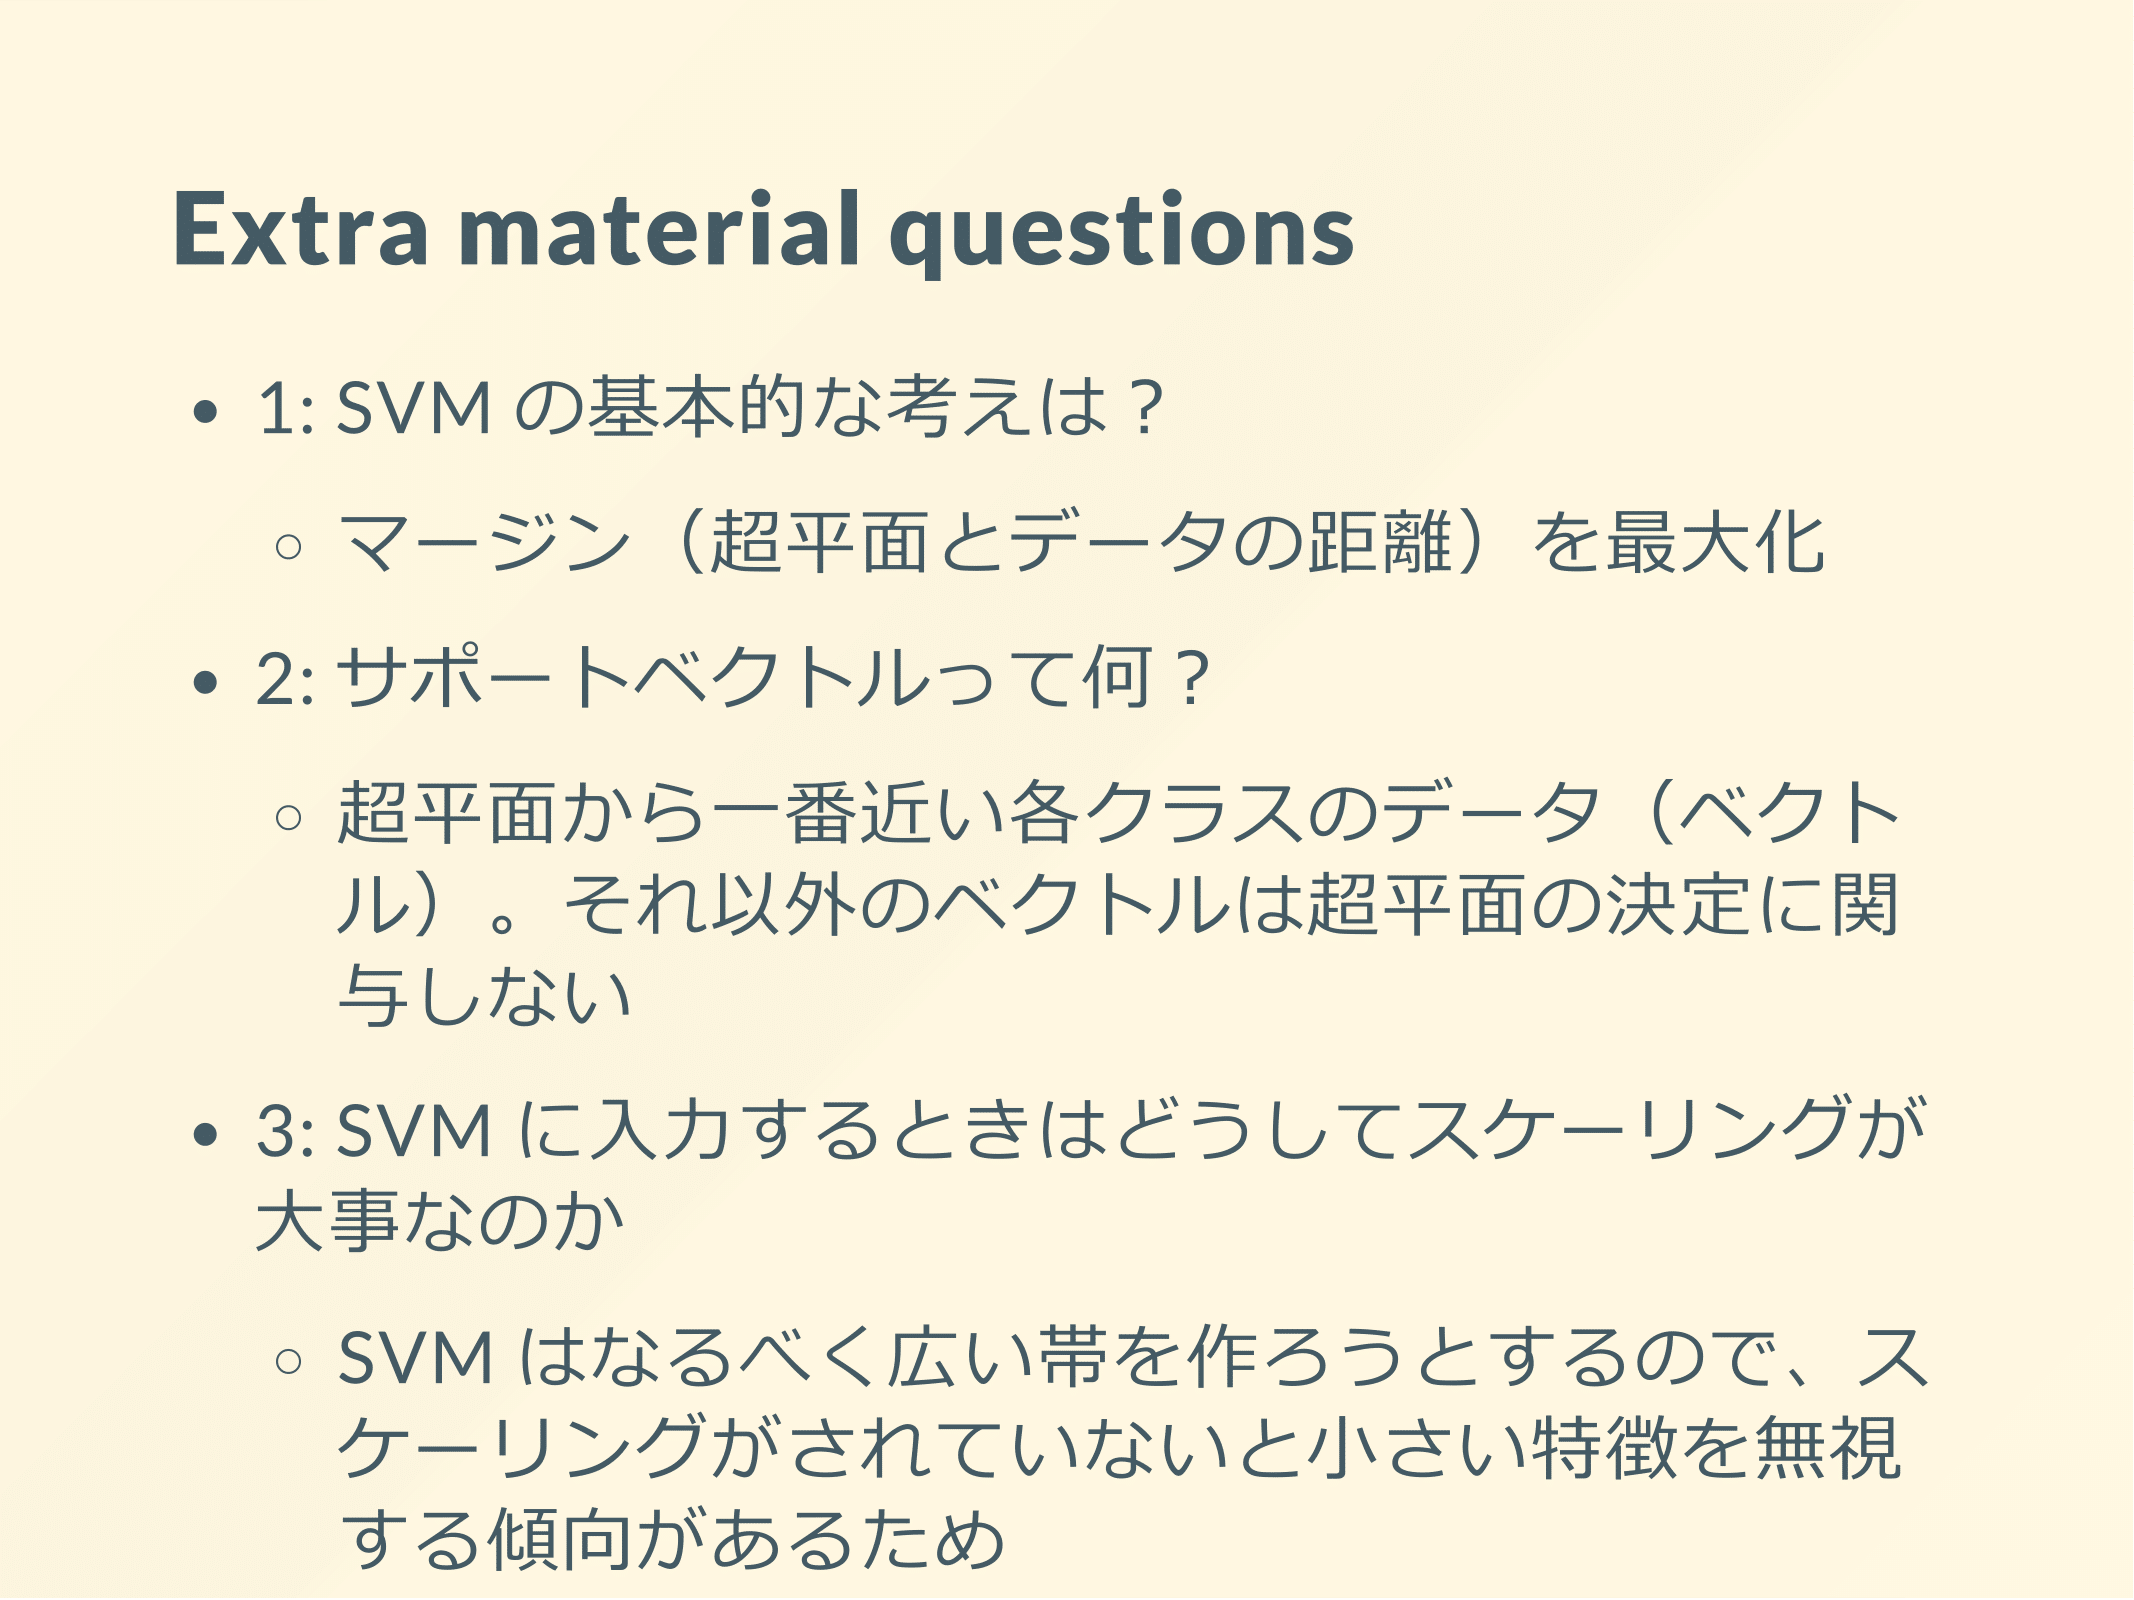 Extra material questions
1: SVM の基本的な考えは？
マージン（超平面とデータの距離）を最大化
2: サポートベクトルって何？
超平面から一番近い各クラスのデータ（ベクト
ル）。それ以外のベクトルは超平面の決定に関
与しない
3: SVM に入力するときはどうしてスケーリングが
大事なのか
SVM はなるべく広い帯を作ろうとするので、ス
ケーリングがされていないと小さい特徴を無視
する傾向があるため